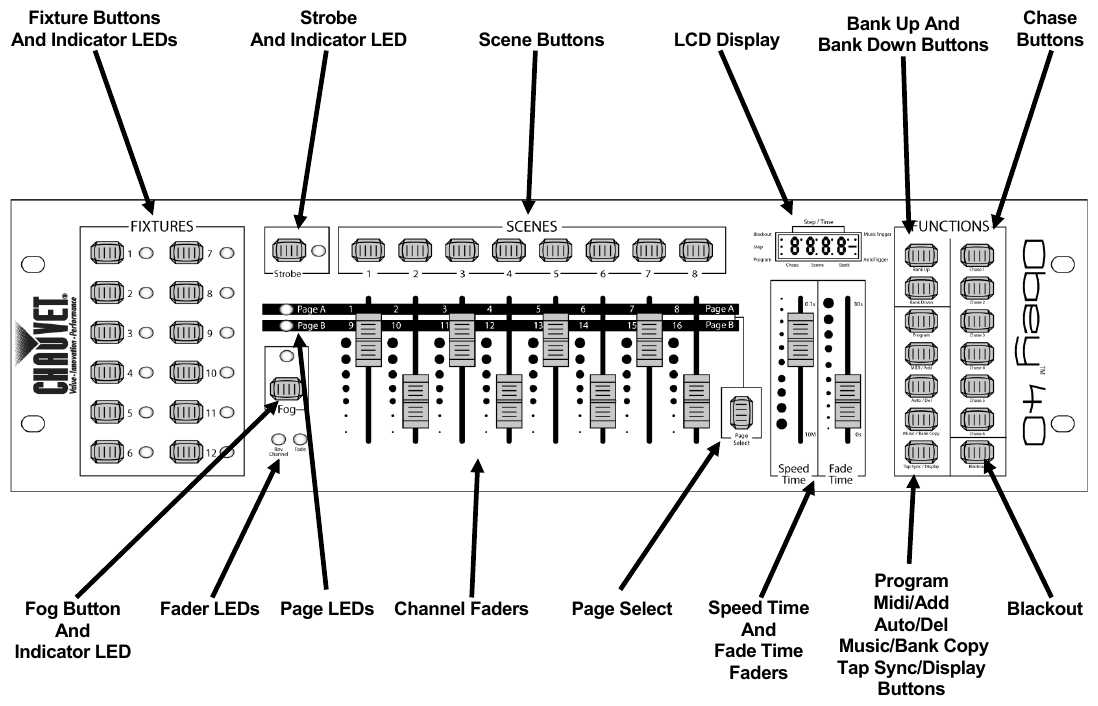 Fixture Buttons
And Indicator LEDs
Strobe
And Indicator LED
Scene Buttons
LCD Display
Bank Up And
Bank Down Buttons
Chase
Buttons
FIXTURES
1
7
2
8
3
9
4
10
5
11
6
12
Strobe
SCENES
1
2
3
4
5
6
7
8
Step / Time
Blackout
Music Trigger
Step
Program
Auto Trigger
Chase
Scene
Bank
8888
FUNCTIONS
Bank Up
Chase 1
Bank Down
Chase 2
Program
Chase 3
MIDI / Add
Chase 4
Auto / Del
Chase 5
Music / Bank Copy
Chase 6
Tap Sync / Display
Blackout
Page A
1
2
3
4
5
6
7
8
Page A
Page B
9
10
11
12
13
14
15
16
Page B
Fog
Rev
Channel
Fade
Page
Select
0.1s
10M
Speed
Time
30s
0s
Fade
Time
CHAUVET®
Value · Innovation · Performance
obey™ 40
Fog Button
And
Indicator LED
Fader LEDs
Page LEDs
Channel Faders
Page Select
Speed Time
And
Fade Time
Faders
Program
Midi/Add
Auto/Del
Music/Bank Copy
Tap Sync/Display
Buttons
Blackout